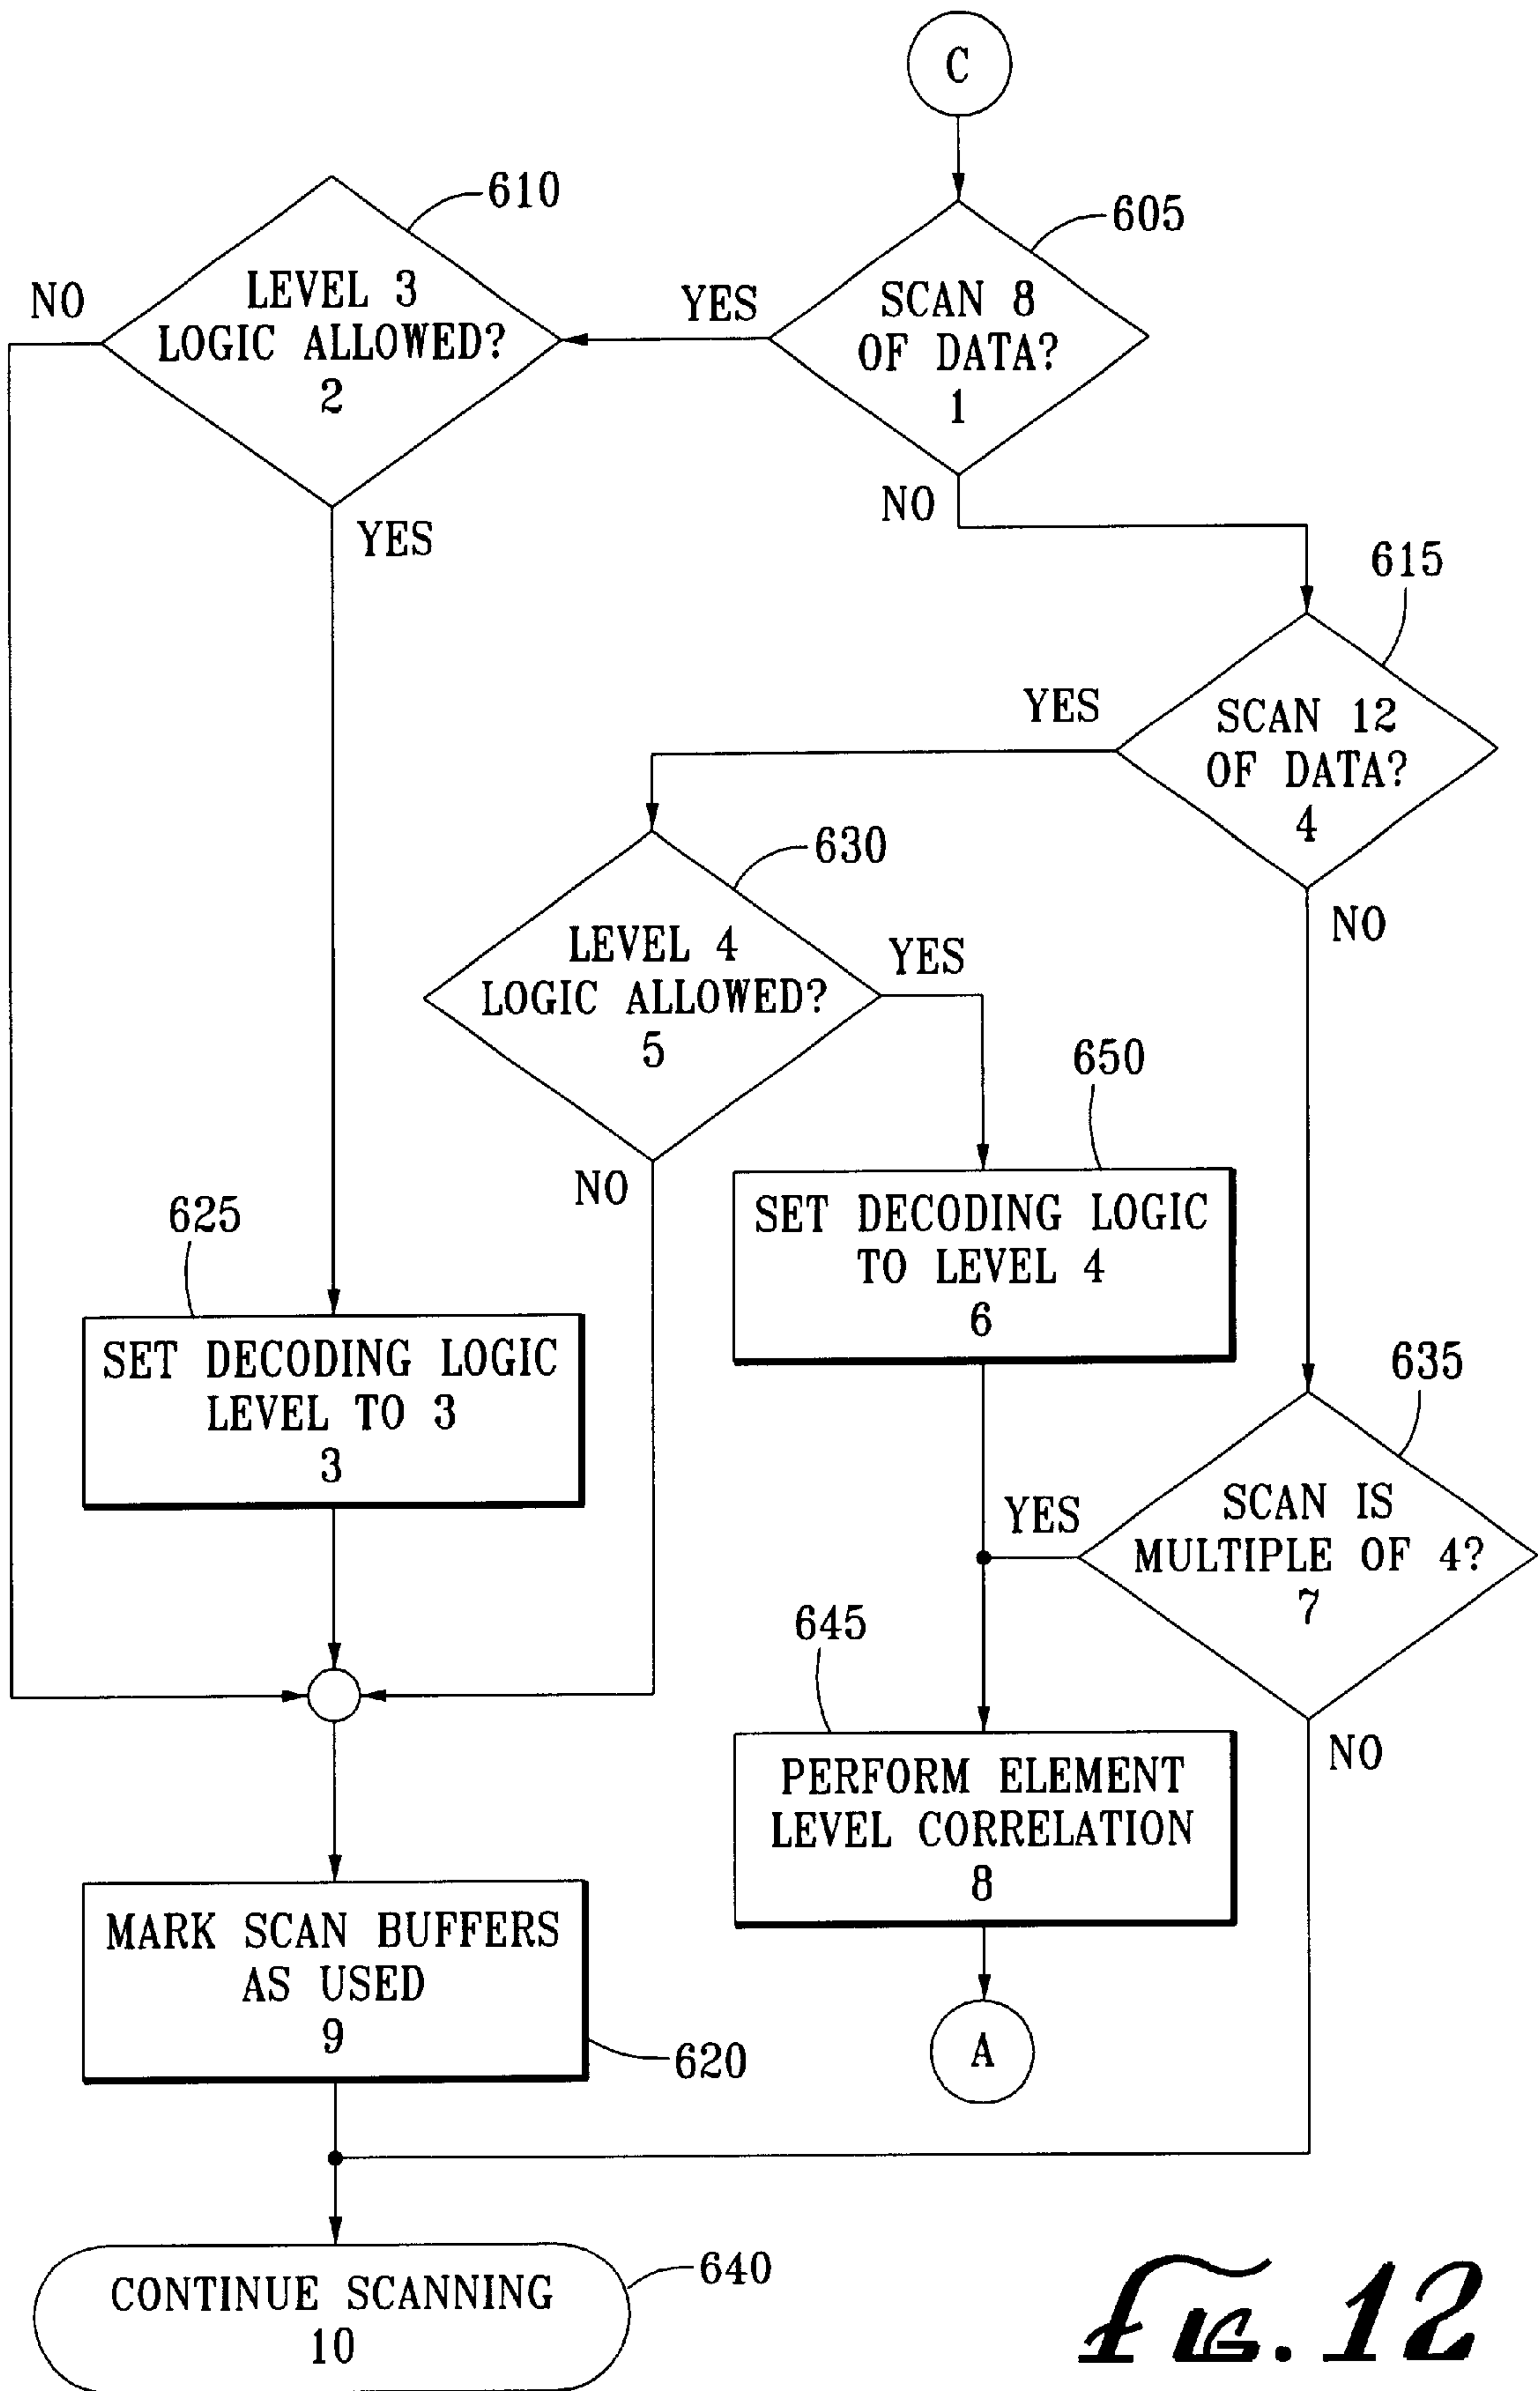 C
610
605
NO
LEVEL 3
LOGIC ALLOWED?
2
YES
SCAN 8
OF DATA?
1
NO
YES
615
YES
SCAN 12
OF DATA?
4
630
NO
LEVEL 4
LOGIC ALLOWED?
5
YES
650
NO
625
SET DECODING LOGIC
TO LEVEL 4
6
SET DECODING LOGIC
LEVEL TO 3
3
635
YES
SCAN IS
MULTIPLE OF 4?
7
645
NO
PERFORM ELEMENT
LEVEL CORRELATION
8
MARK SCAN BUFFERS
AS USED
9
620
A
640
CONTINUE SCANNING
10
FIG. 12